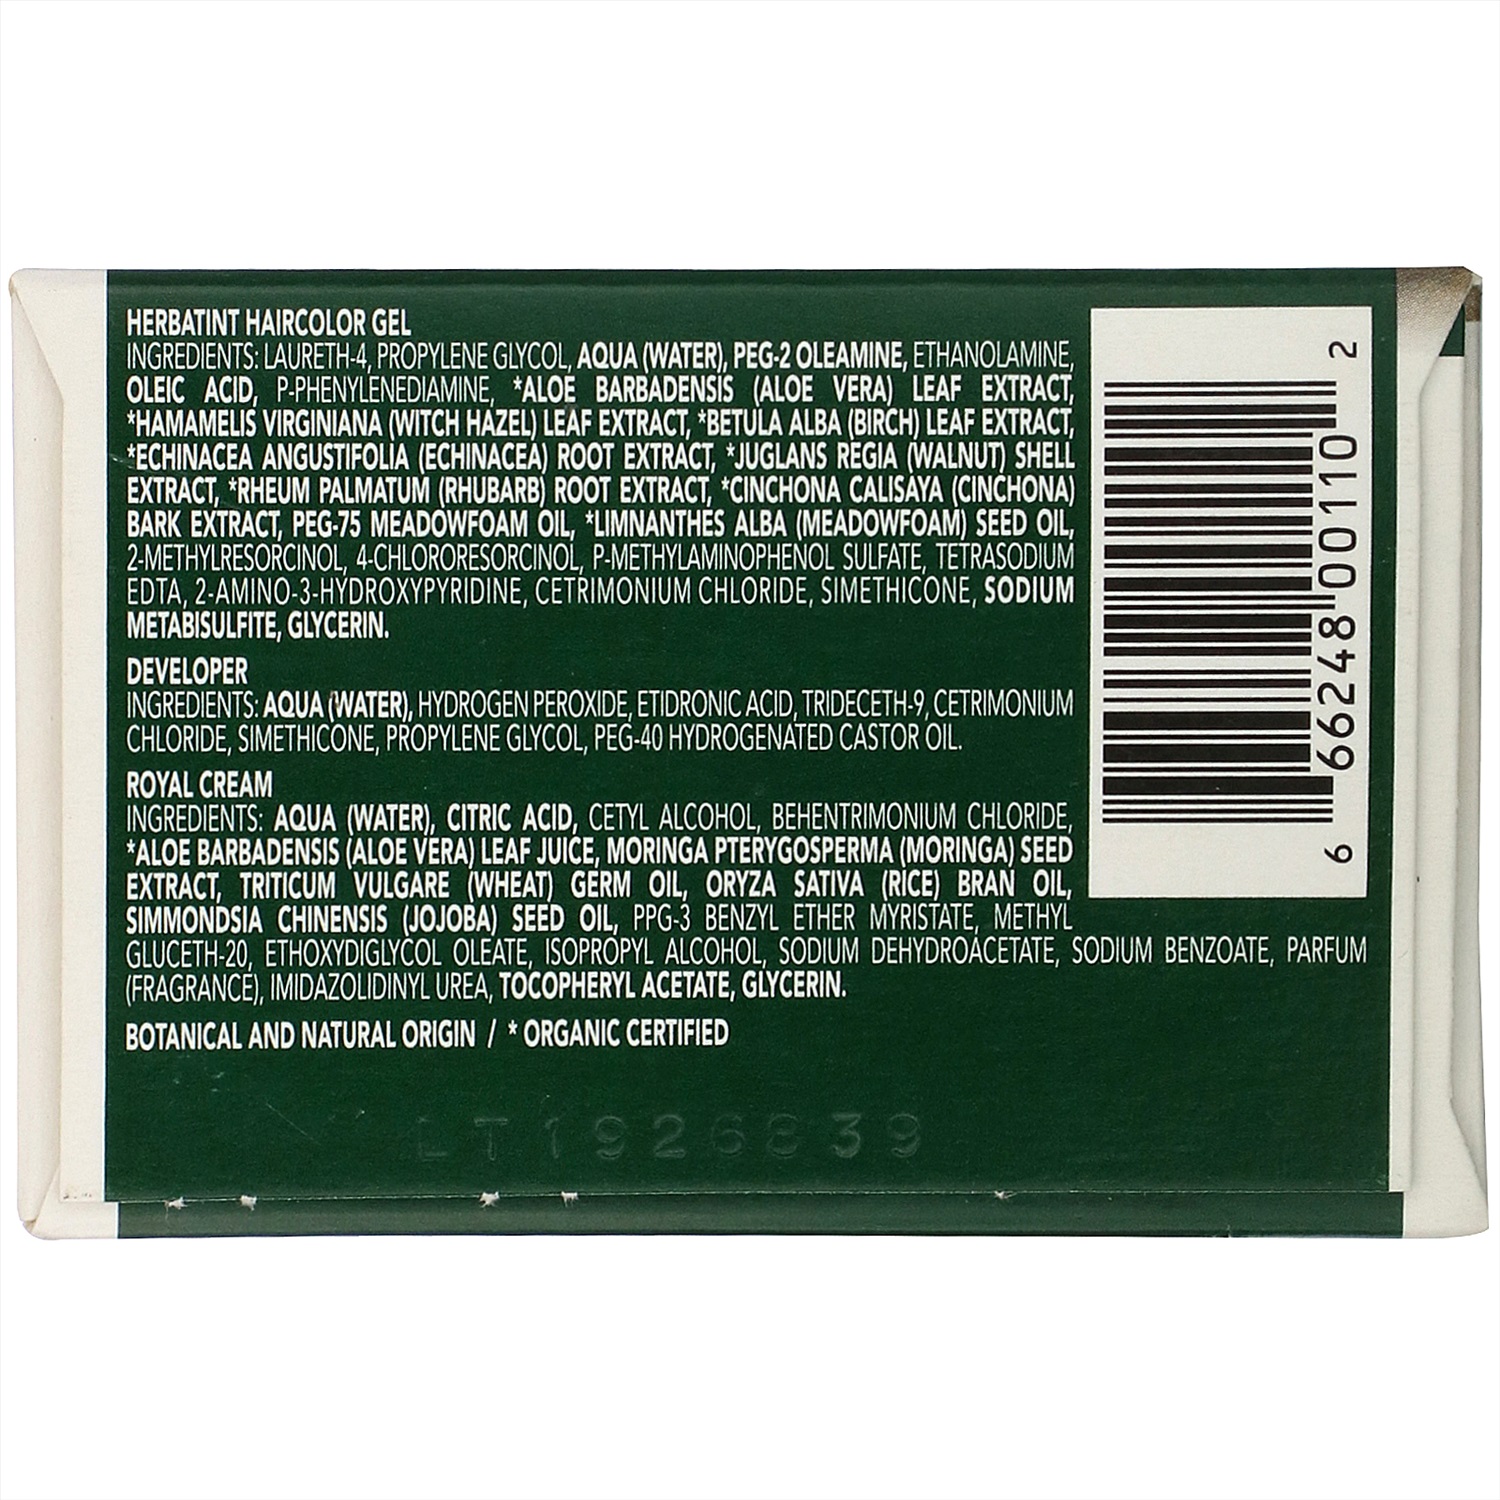 HERBATINT HAIRCOLOR GEL
INGREDIENTS: LAURETH-4, PROPYLENE GLYCOL, AQUA (WATER), PEG-2 OLEAMINE, ETHANOLAMINE,
OLEIC ACID, P-PHENYLENEDIAMINE, *ALOE BARBADENSIS (ALOE VERA) LEAF EXTRACT,
*HAMAMELIS VIRGINIANA (WITCH HAZEL) LEAF EXTRACT, *BETULA ALBA (BIRCH) LEAF EXTRACT,
*ECHINACEA ANGUSTIFOLIA (ECHINACEA) ROOT EXTRACT, *JUGLANS REGIA (WALNUT) SHELL
EXTRACT, *RHEUM PALMATUM (RHUBARB) ROOT EXTRACT, *CINCHONA CALISAYA (CINCHONA)
BARK EXTRACT, PEG-75 MEADOWFOAM OIL, *LIMNANTHES ALBA (MEADOWFOAM) SEED OIL,
2-METHYLRESORCINOL, 4-CHLORORESORCINOL, P-METHYLAMINOPHENOL SULFATE, TETRASODIUM
EDTA, 2-AMINO-3-HYDROXYPYRIDINE, CETRIMONIUM CHLORIDE, SIMETHICONE, SODIUM
METABISULFITE, GLYCERIN.
DEVELOPER
INGREDIENTS: AQUA (WATER), HYDROGEN PEROXIDE, ETIDRONIC ACID, TRIDECETH-9, CETRIMONIUM
CHLORIDE, SIMETHICONE, PROPYLENE GLYCOL, PEG-40 HYDROGENATED CASTOR OIL.
ROYAL CREAM
INGREDIENTS: AQUA (WATER), CITRIC ACID, CETYL ALCOHOL, BEHENTRIMONIUM CHLORIDE,
*ALOE BARBADENSIS (ALOE VERA) LEAF JUICE, MORINGA PTERYGOSPERMA (MORINGA) SEED
EXTRACT, TRITICUM VULGARE (WHEAT) GERM OIL, ORYZA SATIVA (RICE) BRAN OIL,
SIMMONDSIA CHINENSIS (JOJOBA) SEED OIL, PPG-3 BENZYL ETHER MYRISTATE, METHYL
GLUCETH-20, ETHOXYDIGLYCOL OLEATE, ISOPROPYL ALCOHOL, SODIUM DEHYDROACETATE, SODIUM BENZOATE, PARFUM
(FRAGRANCE), IMIDAZOLIDINYL UREA, TOCOPHERYL ACETATE, GLYCERIN.
BOTANICAL AND NATURAL ORIGIN / * ORGANIC CERTIFIED
LT1926839
6 66248 00110 2